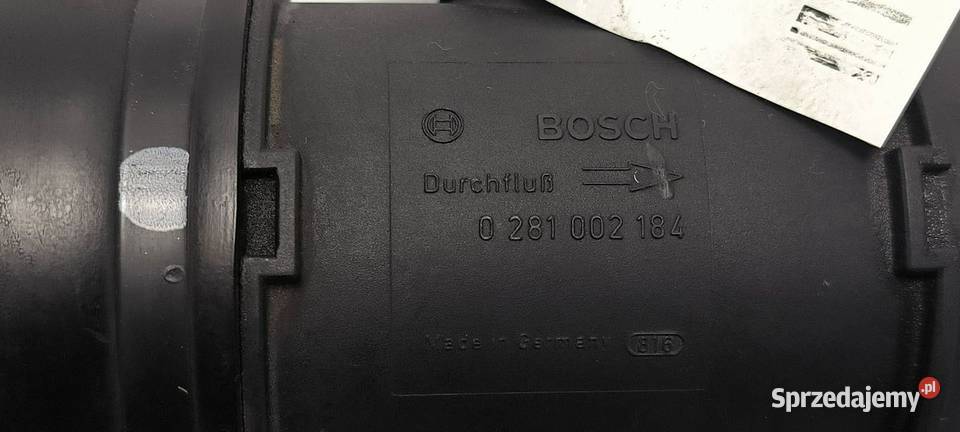 BOSCH
Durchfluß
0 281 002 184
Made in Germany 816
Sprzedajemy.pl